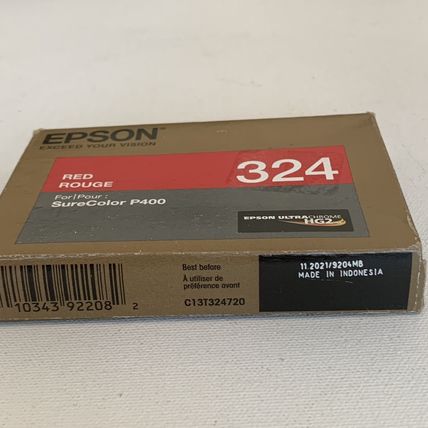 EPSON
EXCEED YOUR VISION
RED
ROUGE
324
For|Pour :
SureColor P400
EPSON ULTRACHROME
HG2
10343 92208 2
Best before
À utiliser de
préférence avant
C13T324720
11 2021/9204MB
MADE IN INDONESIA